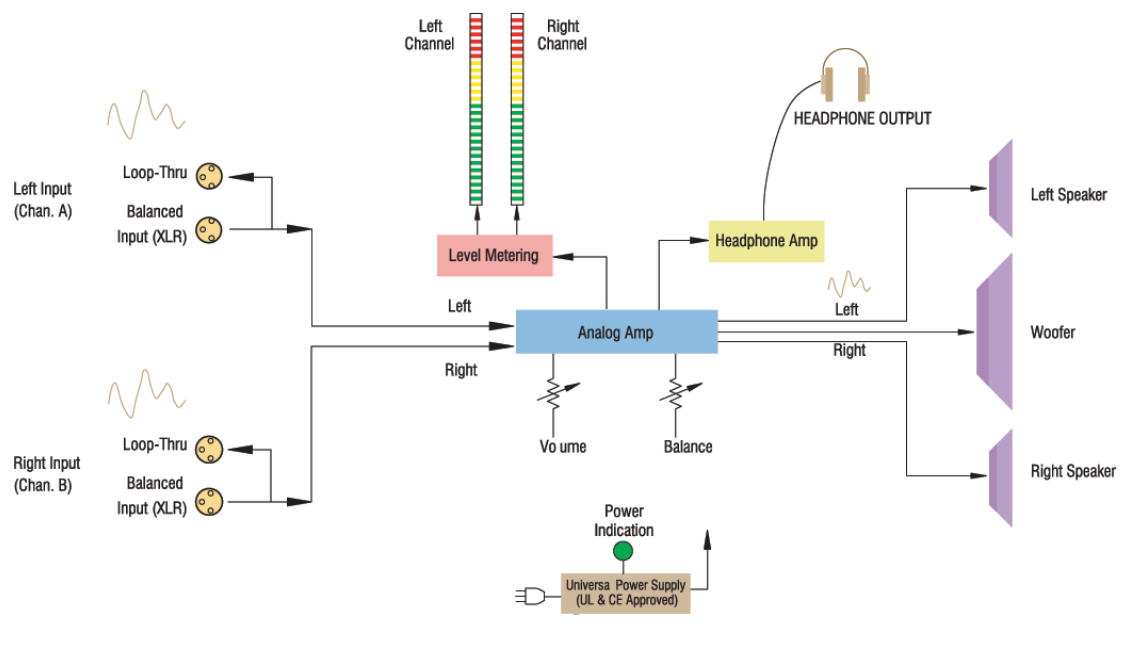 Left
Channel
Right
Channel
HEADPHONE OUTPUT
Loop-Thru
Left Input
(Chan. A)
Balanced
Input (XLR)
Left Speaker
Headphone Amp
Level Metering
Left
Left
Analog Amp
Woofer
Right
Right
Vo ume
Balance
Loop-Thru
Right Input
(Chan. B)
Balanced
Input (XLR)
Right Speaker
Power
Indication
Universa  Power Supply
(UL & CE Approved)